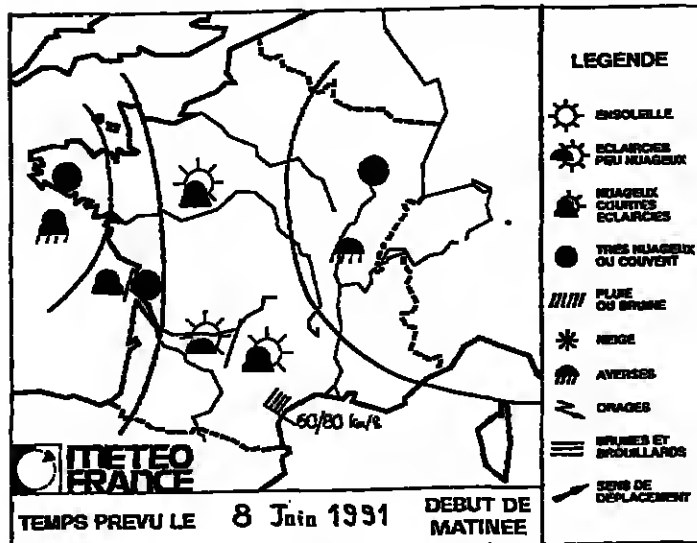 LEGENDE
ENSOLEILLE
ECLAIRCIES
PEU NUAGEUX
NUAGEUX
COURTES
ECLAIRCIES
TRES NUAGEUX
OU COUVERT
PLUIE
OU BRUINE
NEIGE
AVERSES
ORAGES
BRUMES ET
BROUILLARDS
SENS DE
DEPLACEMENT
60/80 km/h
METEO
FRANCE
TEMPS PREVU LE 8 Juin 1991 DEBUT DE
MATINEE